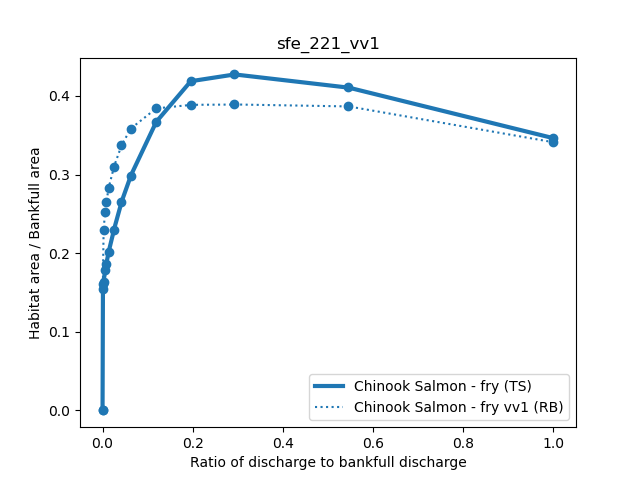 sfe_221_vv1
Habitat area / Bankfull area
0.4
0.3
0.2
0.1
0.0
Chinook Salmon - fry (TS)
Chinook Salmon - fry vv1 (RB)
0.0 0.2 0.4 0.6 0.8 1.0
Ratio of discharge to bankfull discharge